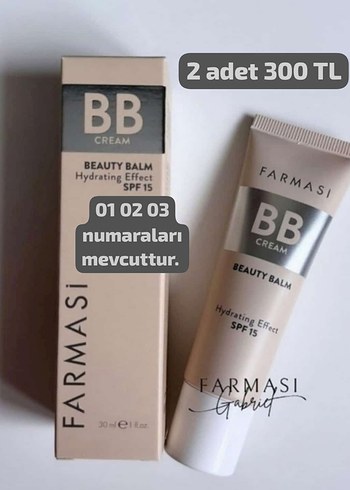 2 adet 300 TL
BB
CREAM
BEAUTY BALM
Hydrating Effect
SPF 15
01 02 03
numaraları
mevcuttur.
FARMASİ
30 ml ℮ 1 fl.oz.
FARMASİ
BB
CREAM
BEAUTY BALM
Hydrating Effect
SPF 15
FARMASI
Gabriel